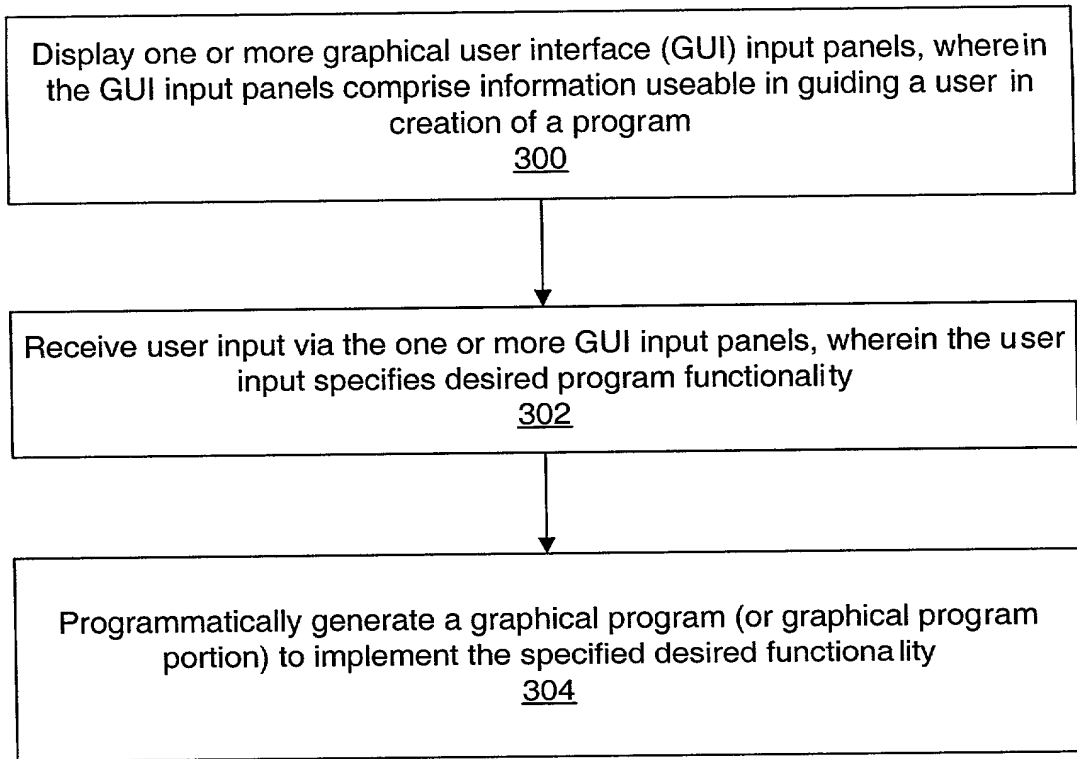 Display one or more graphical user interface (GUI) input panels, wherein
the GUI input panels comprise information useable in guiding a user in
creation of a program
300
Receive user input via the one or more GUI input panels, wherein the user
input specifies desired program functionality
302
Programmatically generate a graphical program (or graphical program
portion) to implement the specified desired functionality
304